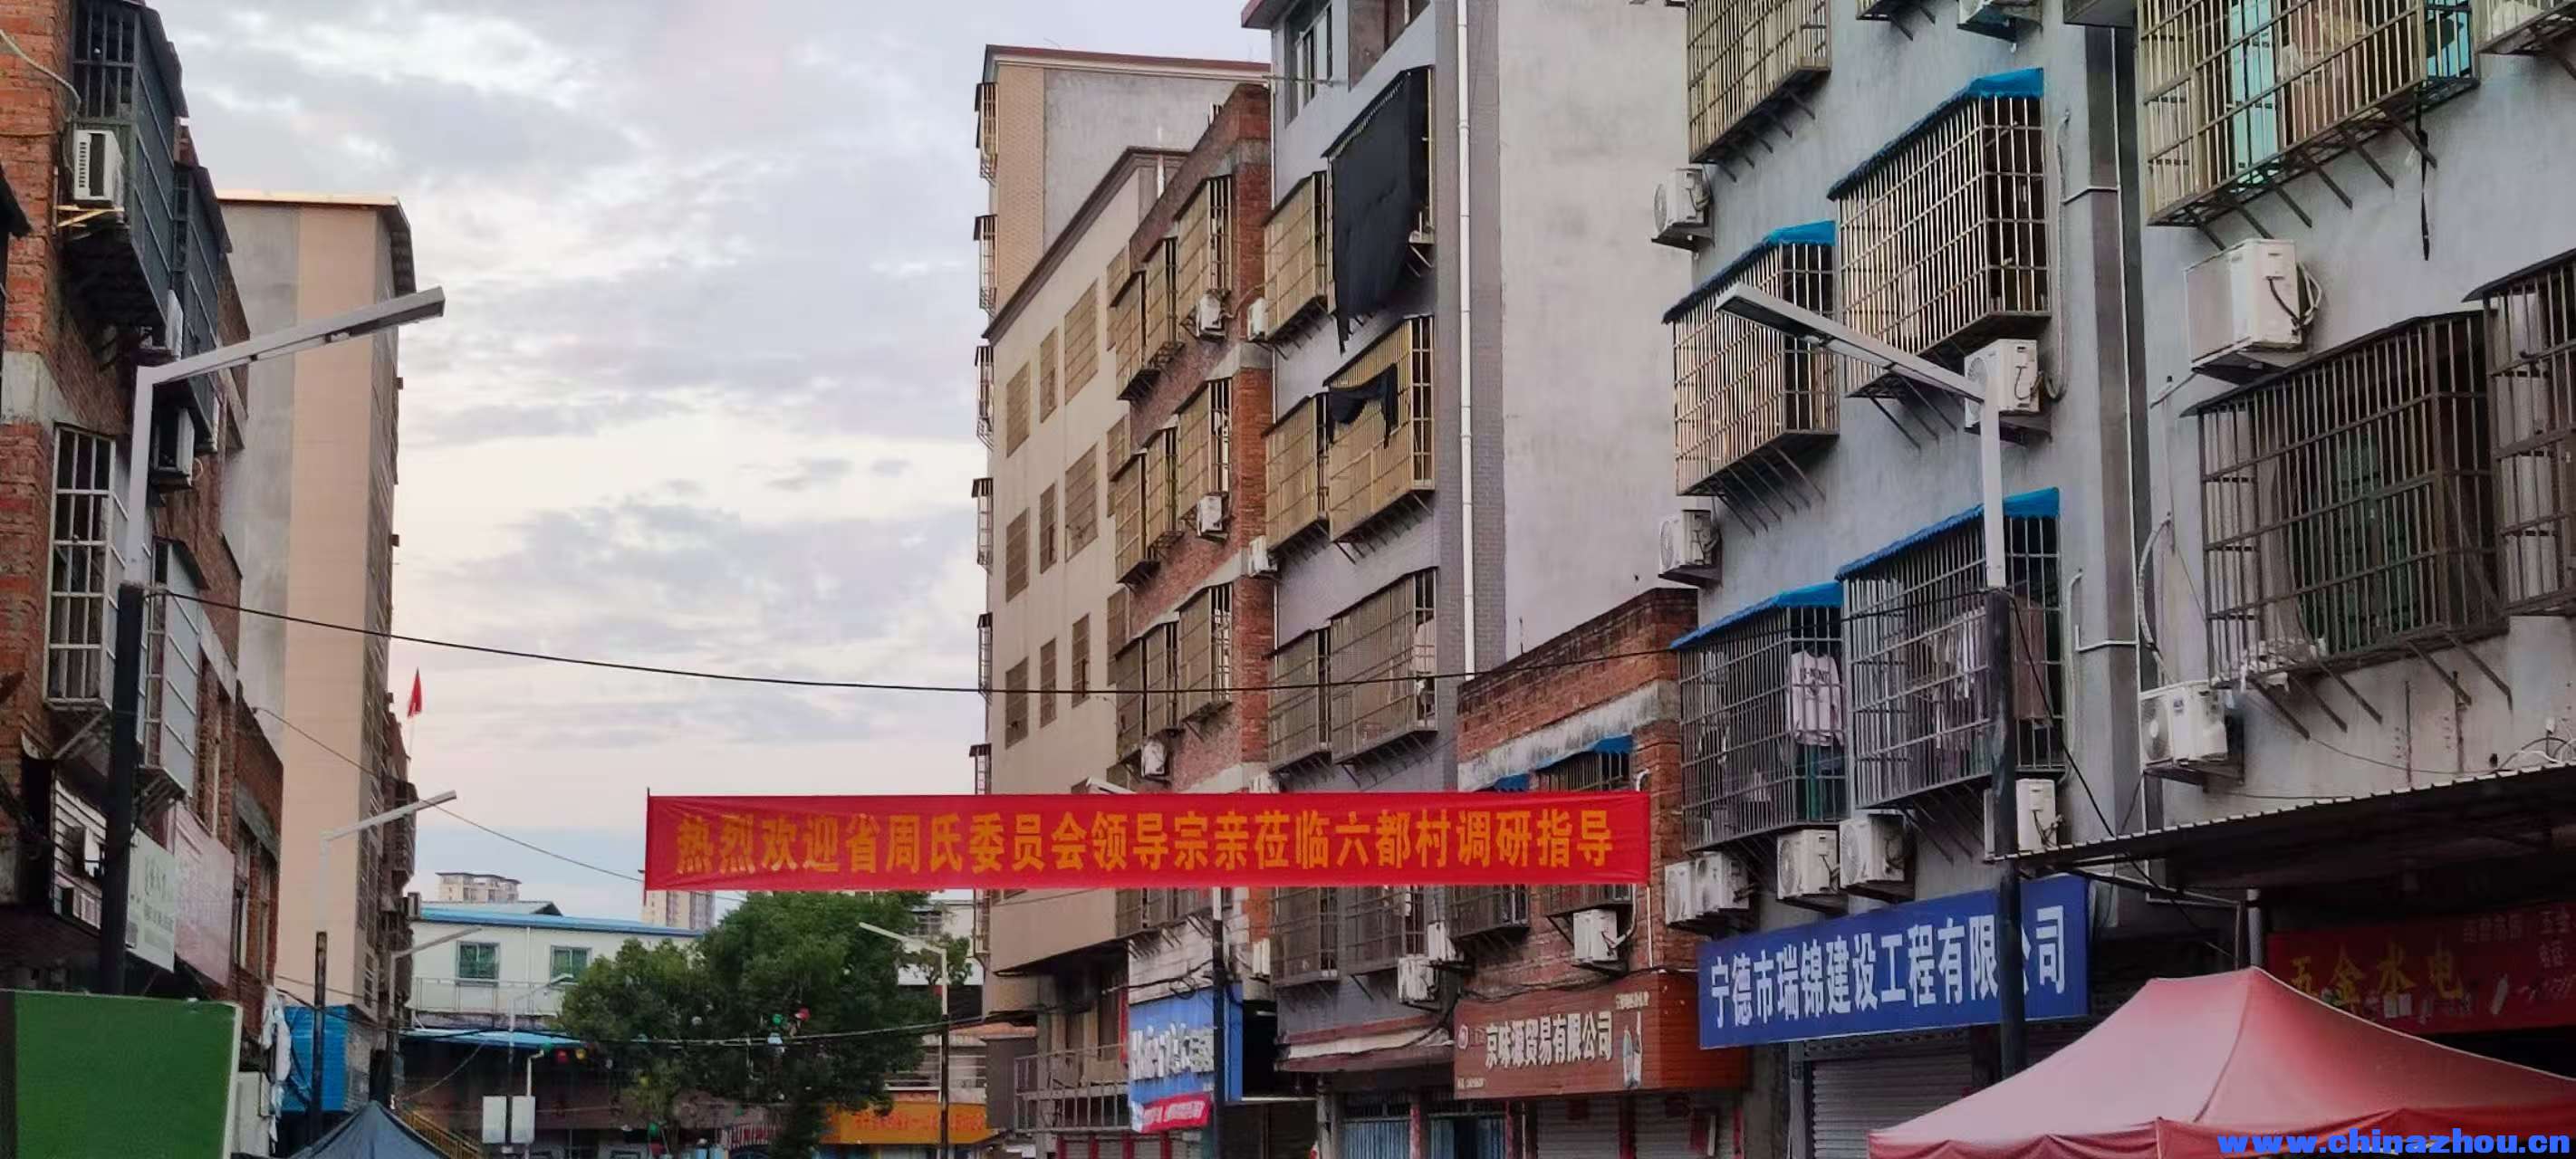 热烈欢迎省周氏委员会领导宗亲莅临六都村调研指导
宁德市瑞锦建设工程有限公司
京味源贸易有限公司
五金水电
www.chinazhou.cn